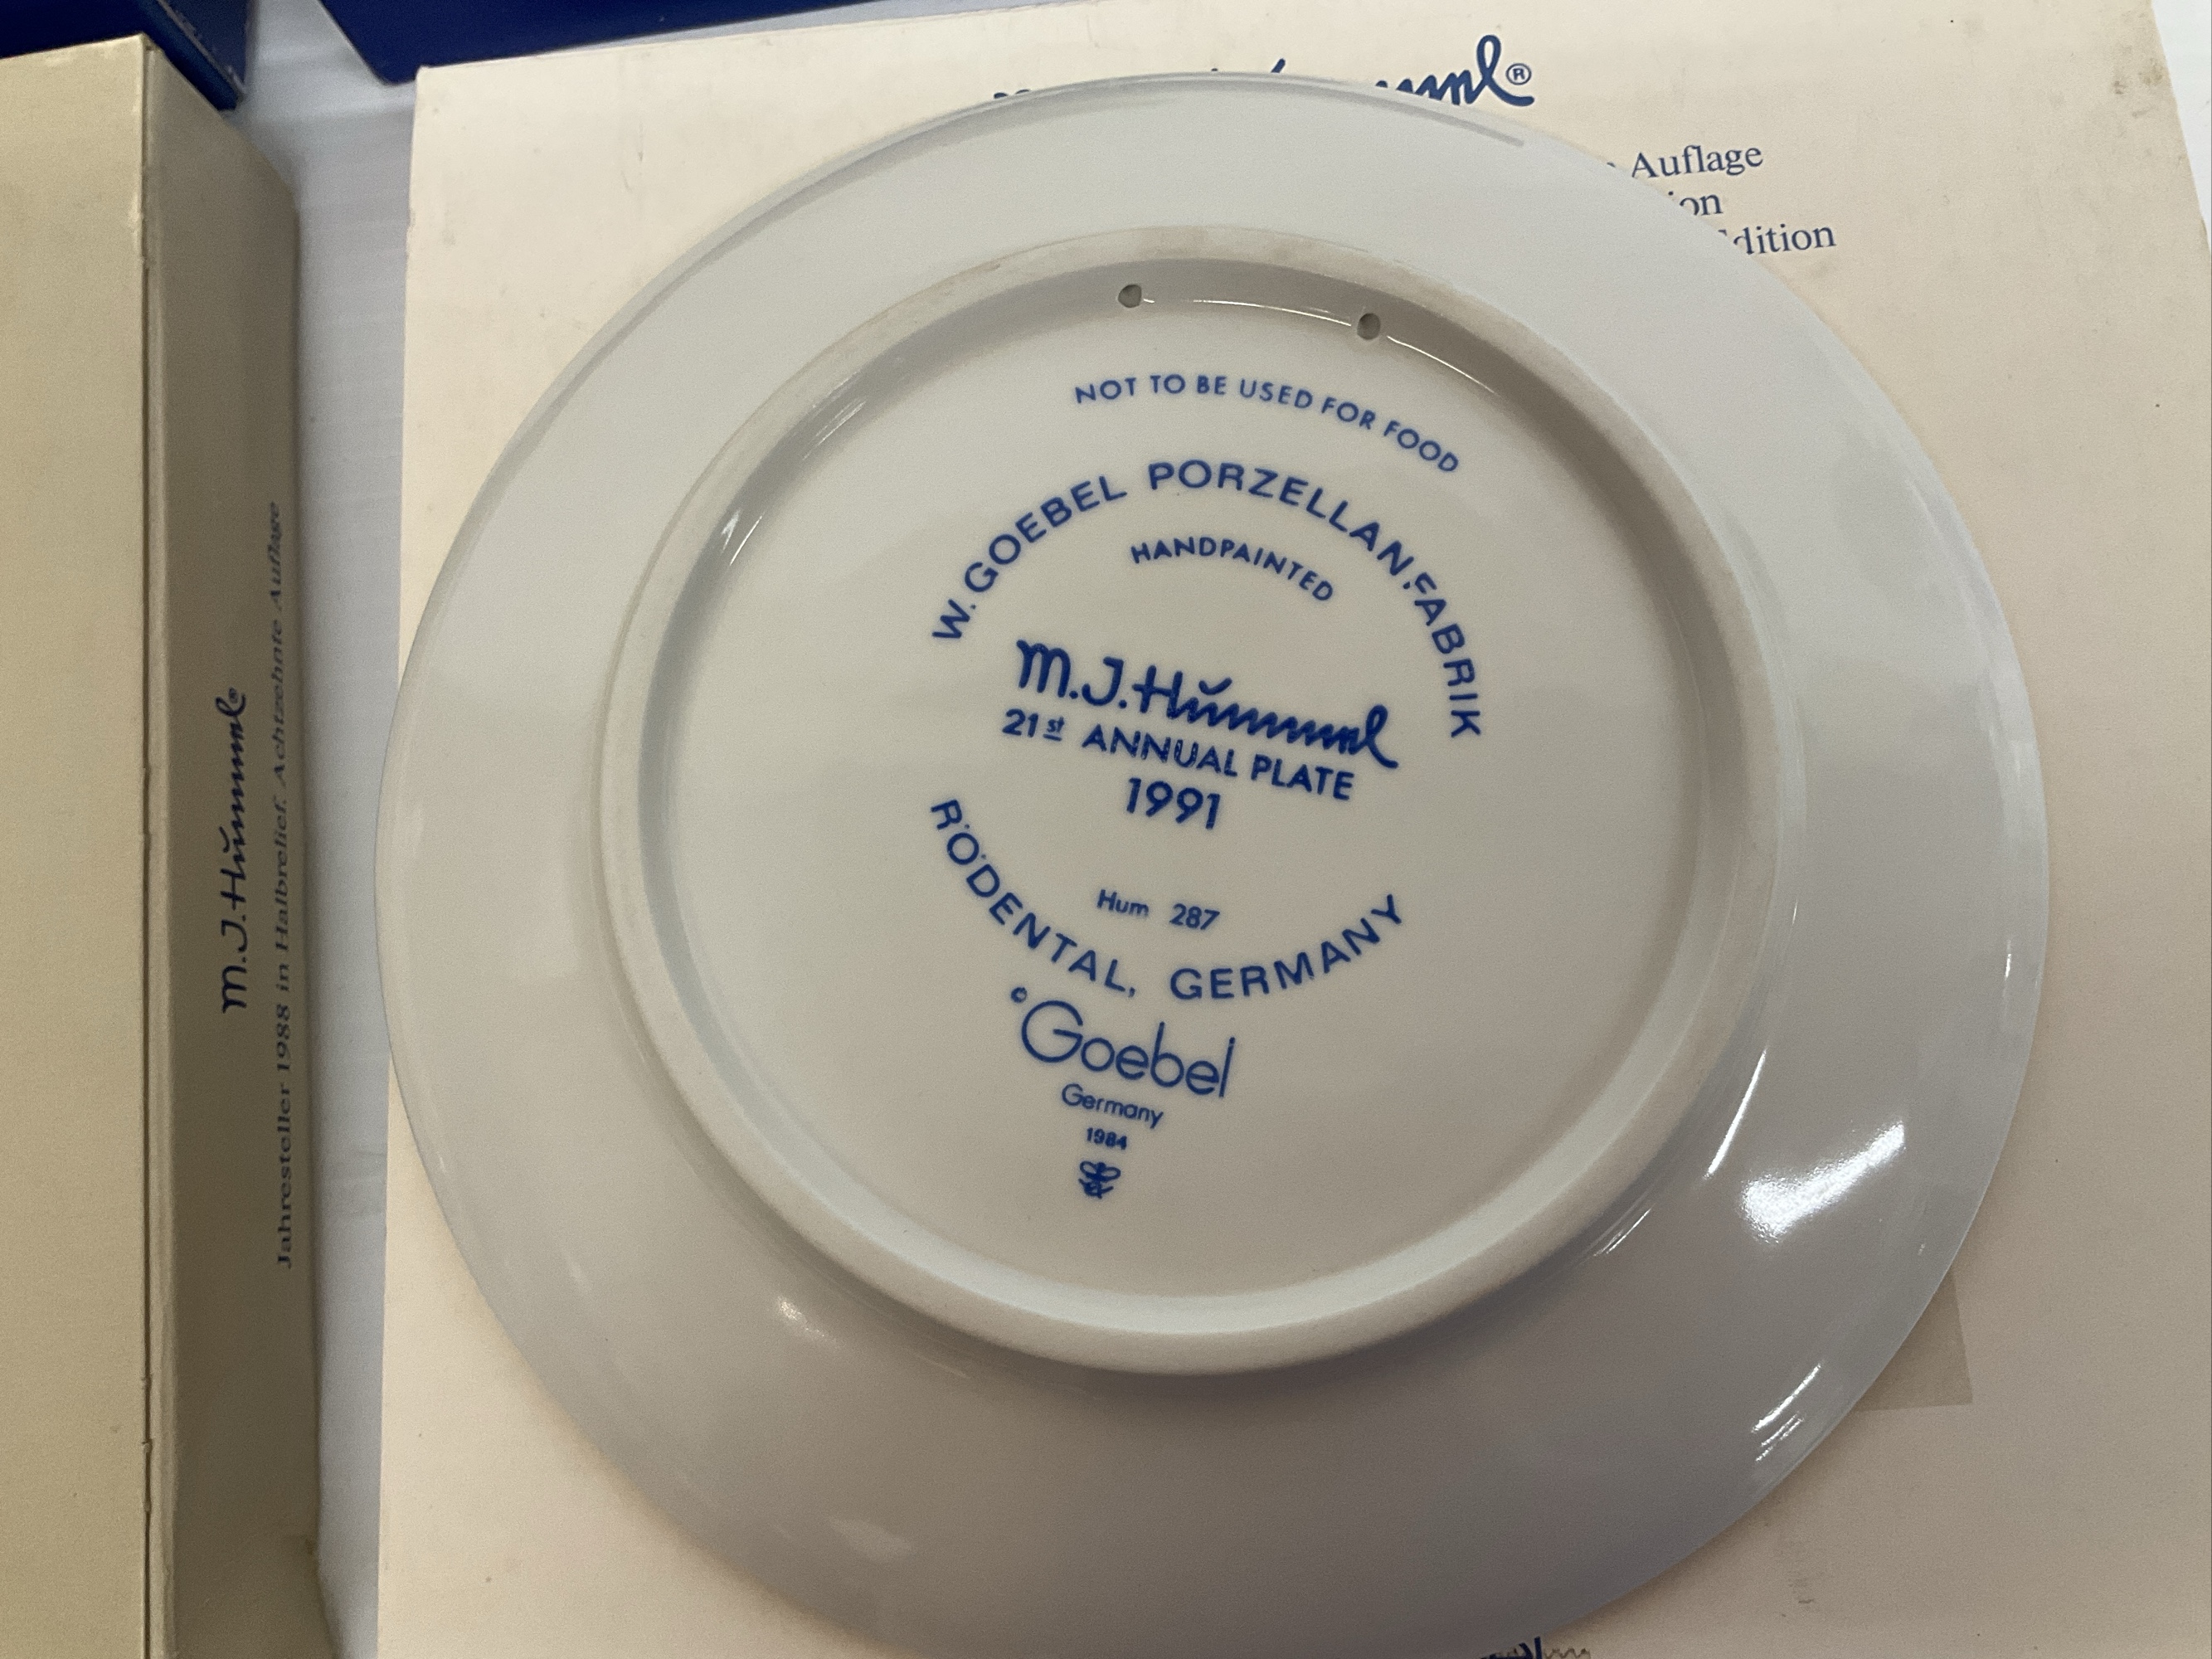 M.J.Hummel®
Jahresteller 1988 in Halbrelief. Achtzehnte Auflage
®
Auflage
Edition
NOT TO BE USED FOR FOOD
W. GOEBEL PORZELLANFABRIK
HANDPAINTED
M.J.Hummel
21st ANNUAL PLATE
1991
Hum 287
RÖDENTAL, GERMANY
©Goebel
Germany
1984